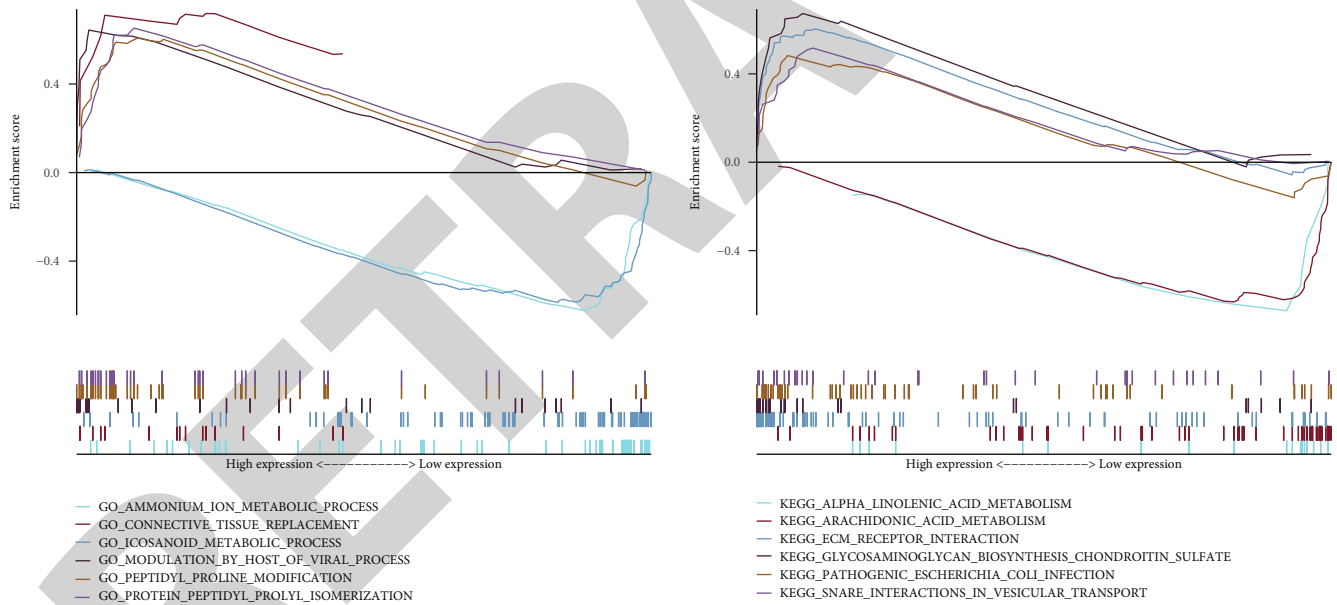 Enrichment score
0.4
0.0
−0.4
High expression <−−−−−−−−−−−> Low expression
GO_AMMONIUM_ION_METABOLIC_PROCESS
GO_CONNECTIVE_TISSUE_REPLACEMENT
GO_ICOSANOID_METABOLIC_PROCESS
GO_MODULATION_BY_HOST_OF_VIRAL_PROCESS
GO_PEPTIDYL_PROLINE_MODIFICATION
GO_PROTEIN_PEPTIDYL_PROLYL_ISOMERIZATION
Enrichment score
0.4
0.0
−0.4
High expression <−−−−−−−−−−−> Low expression
KEGG_ALPHA_LINOLENIC_ACID_METABOLISM
KEGG_ARACHIDONIC_ACID_METABOLISM
KEGG_ECM_RECEPTOR_INTERACTION
KEGG_GLYCOSAMINOGLYCAN_BIOSYNTHESIS_CHONDROITIN_SULFATE
KEGG_PATHOGENIC_ESCHERICHIA_COLI_INFECTION
KEGG_SNARE_INTERACTIONS_IN_VESICULAR_TRANSPORT